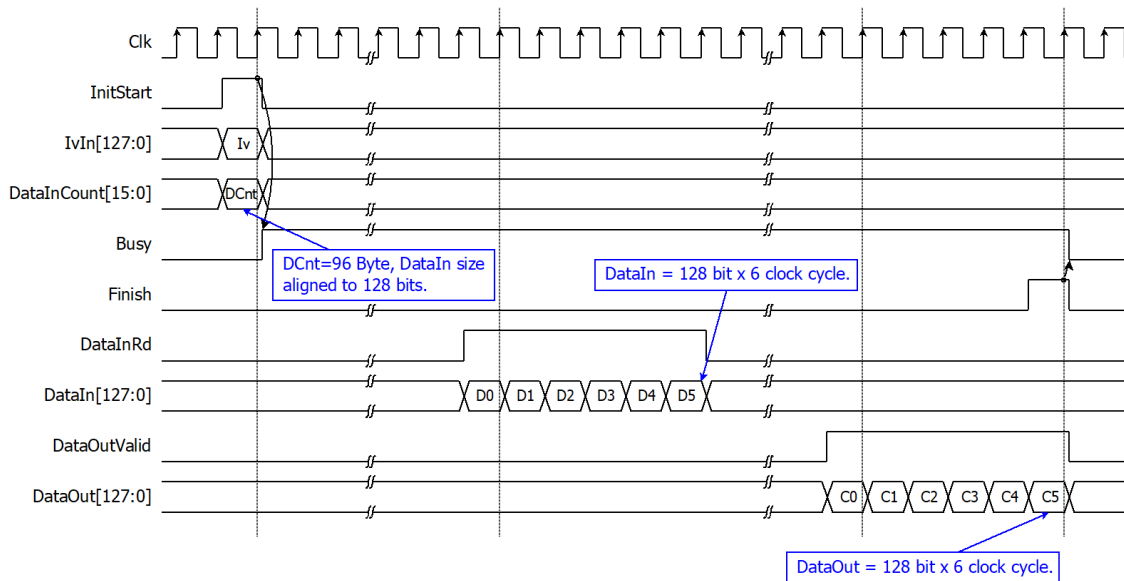 Clk
InitStart
IvIn[127:0]
Iv
DataInCount[15:0]
DCnt
Busy
DCnt=96 Byte, DataIn size
aligned to 128 bits.
DataIn = 128 bit x 6 clock cycle.
Finish
DataInRd
DataIn[127:0]
D0 D1 D2 D3 D4 D5
DataOutValid
DataOut[127:0]
C0 C1 C2 C3 C4 C5
DataOut = 128 bit x 6 clock cycle.